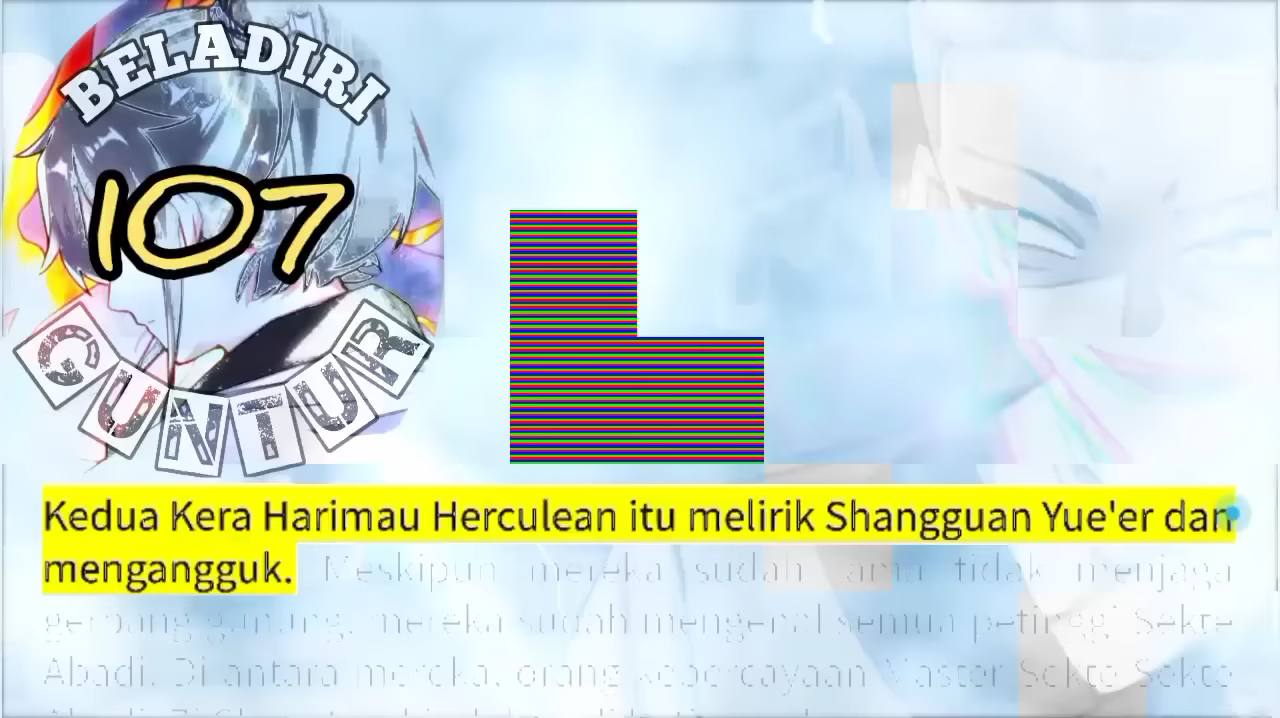 BELADIRI
107
GUNTUR
Kedua Kera Harimau Herculean itu melirik Shangguan Yue'er dan
mengangguk. Meskipun mereka sudah lama tidak menjaga
gerbang gunung, mereka sudah mengenal semua petinggi Sekte
Abadi. Di antara mereka, orang kepercayaan Master Sekte Sekte